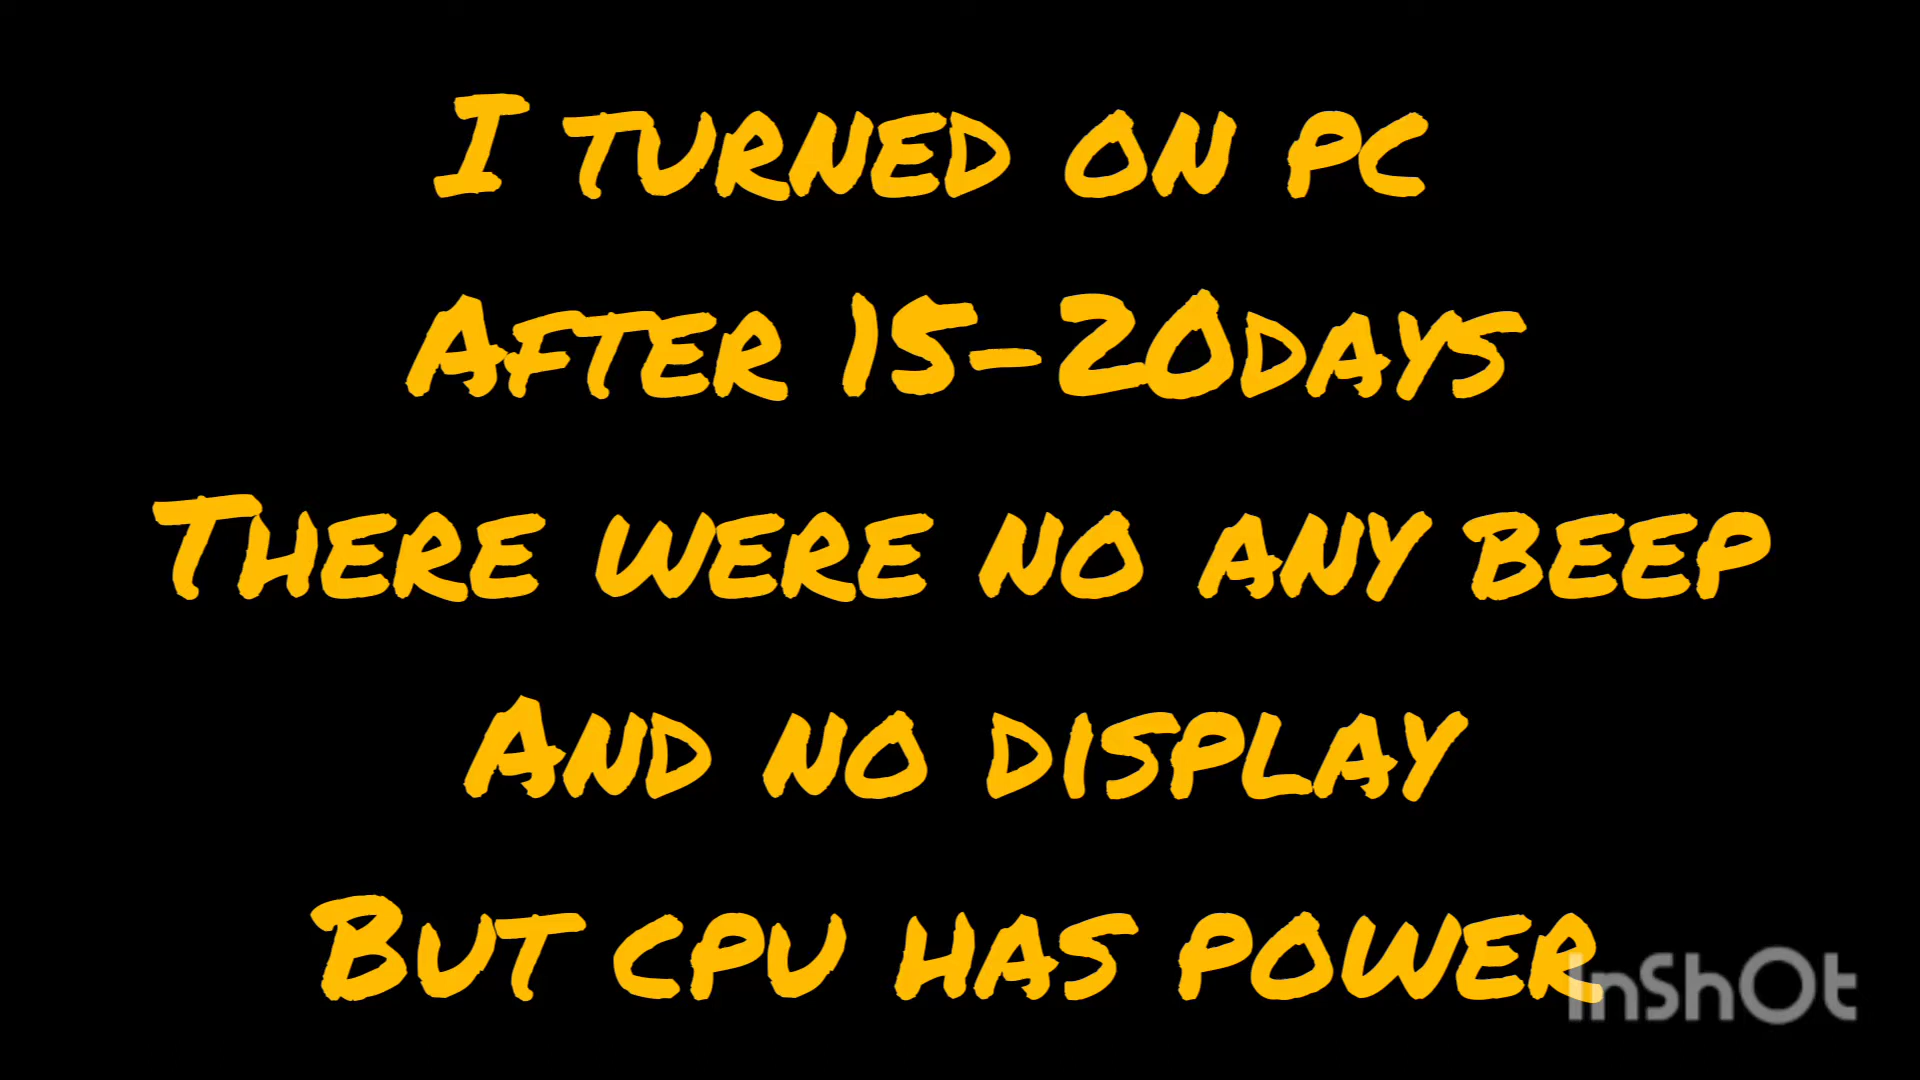 I TURNED ON PC
AFTER 15-20DAYS
THERE WERE NO ANY BEEP
AND NO DISPLAY
BUT CPU HAS POWER
InShOt